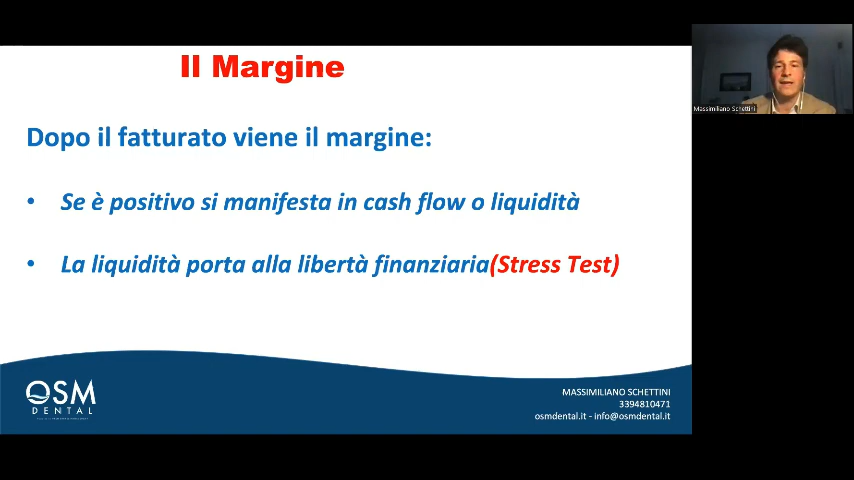 Il Margine
Massimiliano Schettini
Dopo il fatturato viene il margine:
• Se è positivo si manifesta in cash flow o liquidità
• La liquidità porta alla libertà finanziaria(Stress Test)
OSM
DENTAL
MASSIMILIANO SCHETTINI
3394810471
osmdental.it - info@osmdental.it